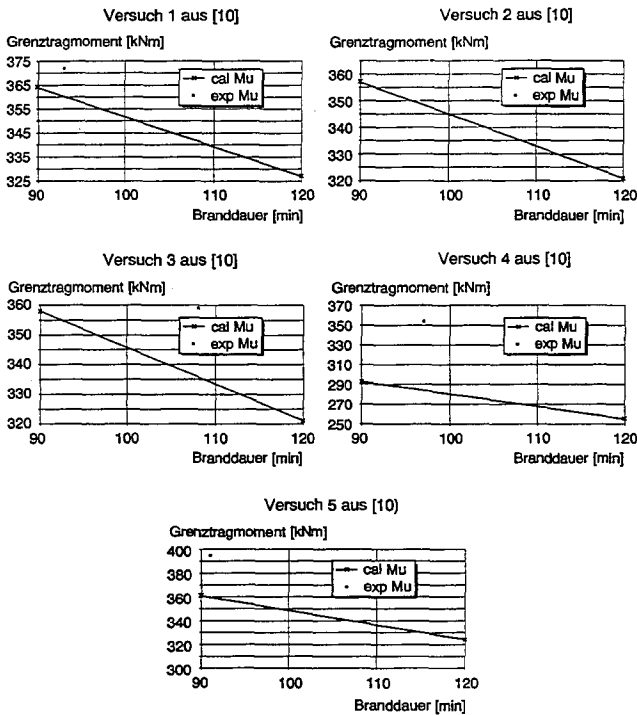 Versuch 1 aus [10]
Grenztragmoment [kNm]
375
365
355
345
335
325
cal Mu
exp Mu
90 100 110 120
Branddauer [min]
Versuch 2 aus [10]
Grenztragmoment [kNm]
360
350
340
330
320
cal Mu
exp Mu
90 100 110 120
Branddauer [min]
Versuch 3 aus [10]
Grenztragmoment [kNm]
360
350
340
330
320
cal Mu
exp Mu
90 100 110 120
Branddauer [min]
Versuch 4 aus [10]
Grenztragmoment [kNm]
370
350
330
310
290
270
250
cal Mu
exp Mu
90 100 110 120
Branddauer [min]
Versuch 5 aus [10)
Grenztragmoment [kNm]
400
380
360
340
320
300
cal Mu
exp Mu
90 100 110 120
Branddauer [min]